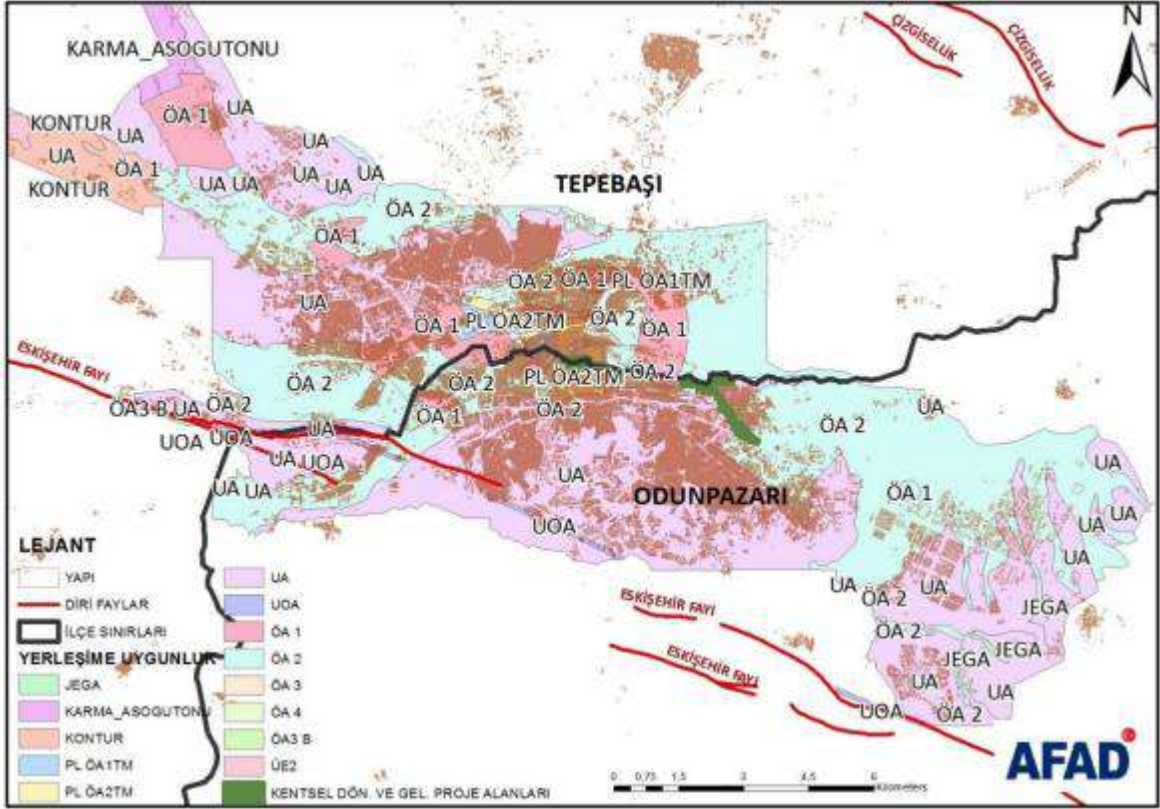 KARMA_ASOGUTONU
ÇİZGİSELLİK
ÇİZGİSELLİK
N
ÖA 1
UA
KONTUR
UA
UA
UA
ÖA 1
UA
UA
KONTUR
UA UA
UA
TEPEBAŞI
ÖA 2
ÖA 1
ÖA 2
ÖA 1
PL ÖA1TM
UA
ÖA 1
PL ÖA2TM
ÖA 2
ÖA 1
ESKİŞEHİR FAYI
ÖA 2
ÖA 2
PL ÖA2TM
ÖA 2
ÖA3 B
UA
ÖA 2
ÖA 1
ÖA 2
UA
UOA
UOA
UA
ÖA 2
UA
UOA
UA
UA
UA UA
ODUNPAZARI
ÖA 1
UA
UA
UOA
UA
UA
ÖA 2
UA
ESKİŞEHİR FAYI
JEGA
ÖA 2
ESKİŞEHİR FAYI
JEGA
JEGA
UA
UA
UOA
ÖA 2
LEJANT
YAPI
DİRİ FAYLAR
İLÇE SINIRLARI
YERLEŞİME UYGUNLUK
JEGA
KARMA_ASOGUTONU
KONTUR
PL ÖA1TM
PL ÖA2TM
UA
UOA
ÖA 1
ÖA 2
ÖA 3
ÖA 4
ÖA3 B
ÜE2
KENTSEL DÖN. VE GEL. PROJE ALANLARI
0 0,75 1,5 3 4,5 6
Kilometers
AFAD